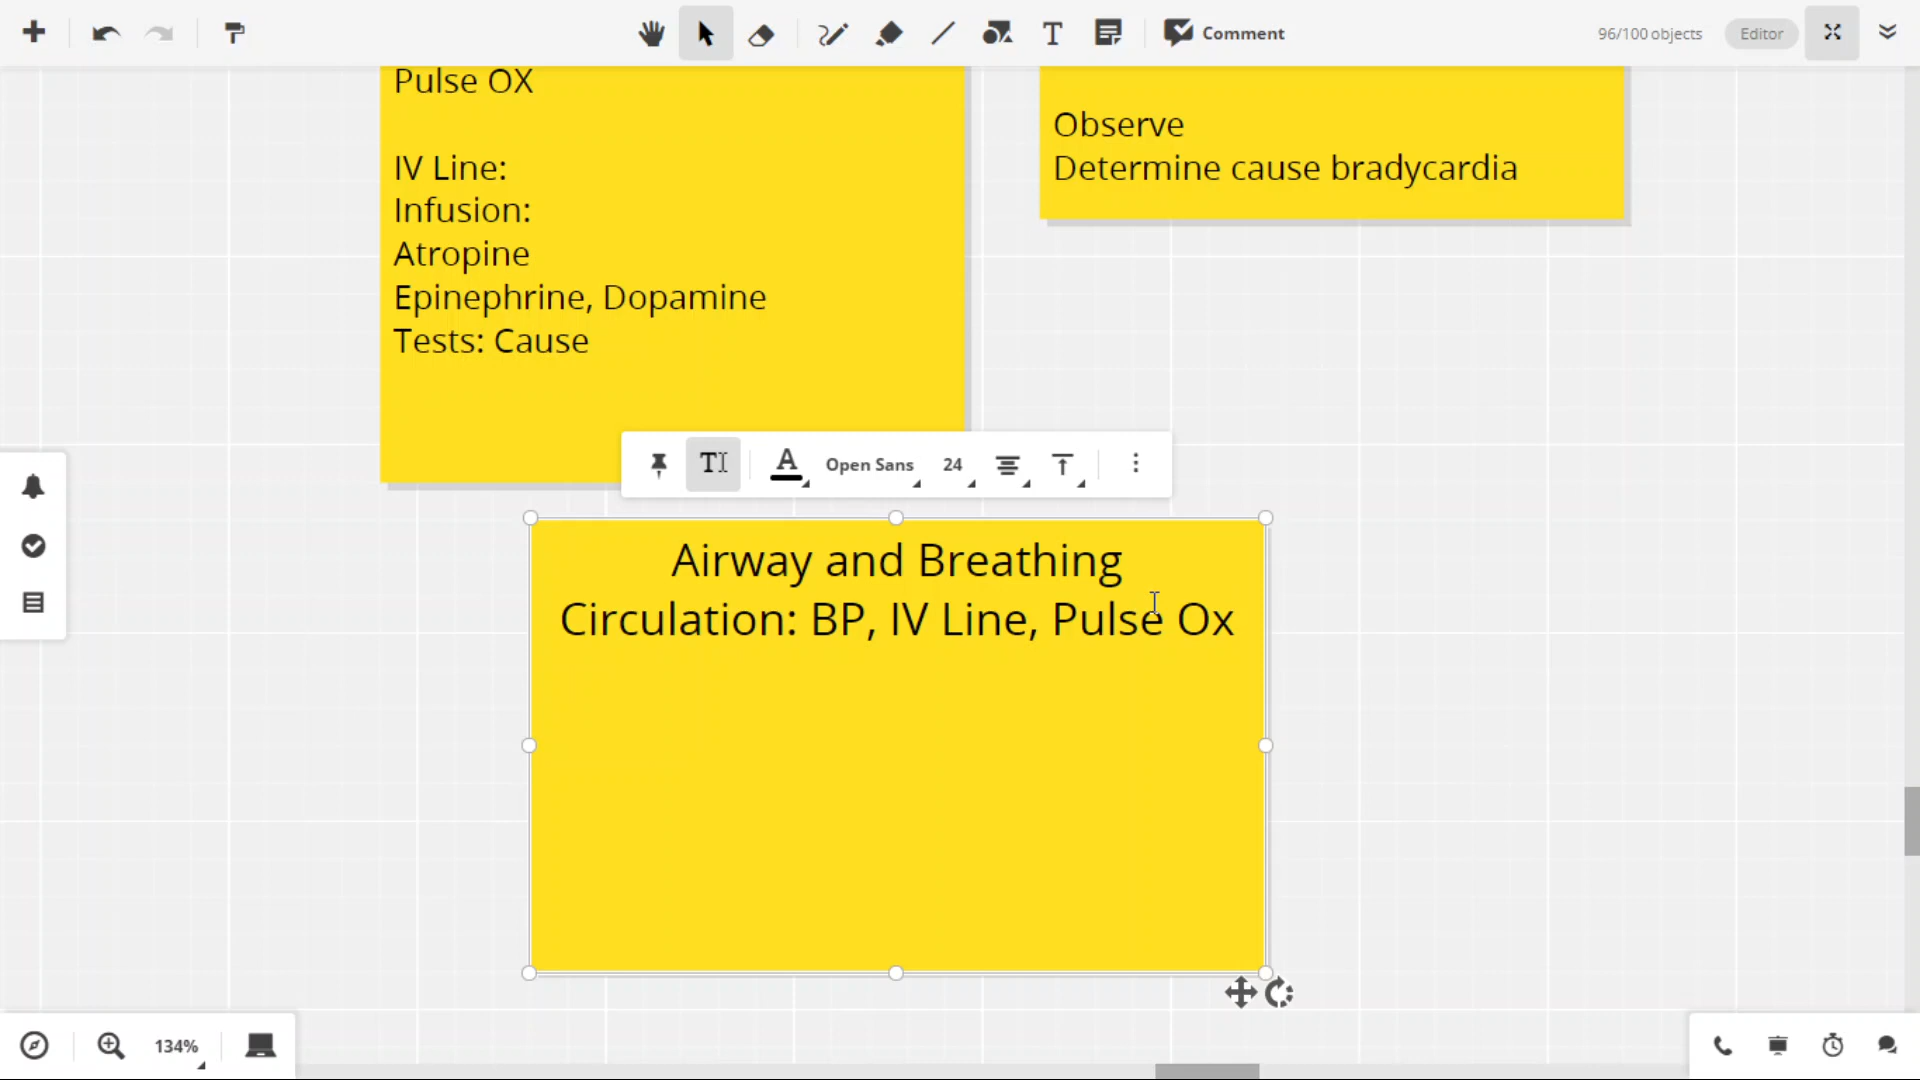 Comment
96/100 objects
Editor
Pulse OX
IV Line:
Infusion:
Atropine
Epinephrine, Dopamine
Tests: Cause
Observe
Determine cause bradycardia
T
A
Open Sans
24
Airway and Breathing
Circulation: BP, IV Line, Pulse Ox
134%